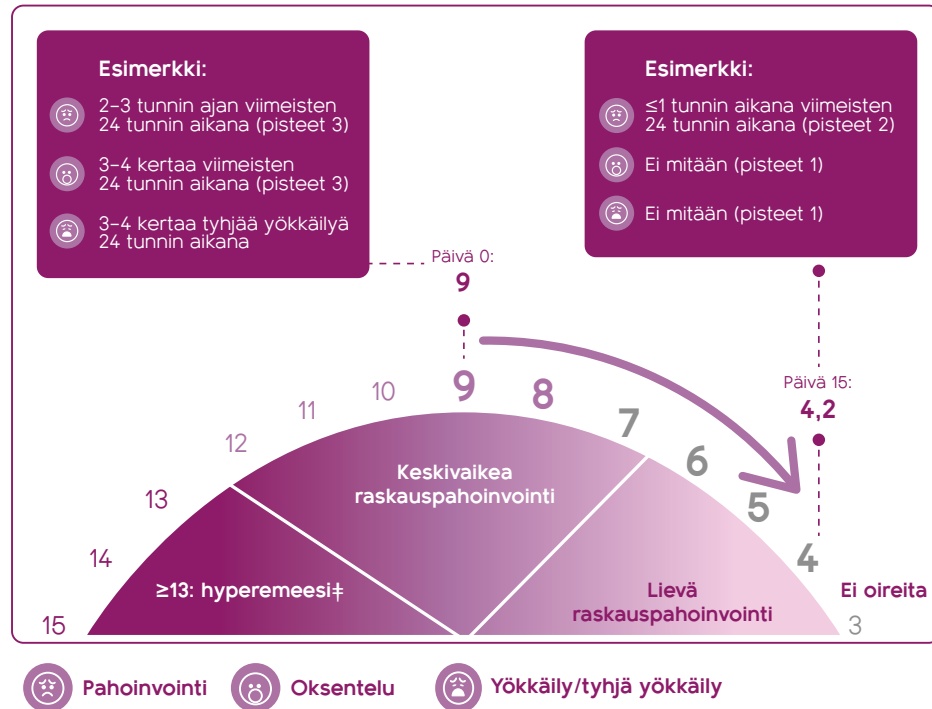 Esimerkki:
2–3 tunnin ajan viimeisten
24 tunnin aikana (pisteet 3)
3–4 kertaa viimeisten
24 tunnin aikana (pisteet 3)
3–4 kertaa tyhjää yökkäilyä
24 tunnin aikana
Esimerkki:
≤1 tunnin aikana viimeisten
24 tunnin aikana (pisteet 2)
Ei mitään (pisteet 1)
Ei mitään (pisteet 1)
Päivä 0:
9
Päivä 15:
4,2
15
14
13
12
11
10
9
8
7
6
5
4
3
Ei oireita
Keskivaikea
raskauspahoinvointi
≥13: hyperemeesi‡
Lievä
raskauspahoinvointi
Pahoinvointi
Oksentelu
Yökkäily/tyhjä yökkäily